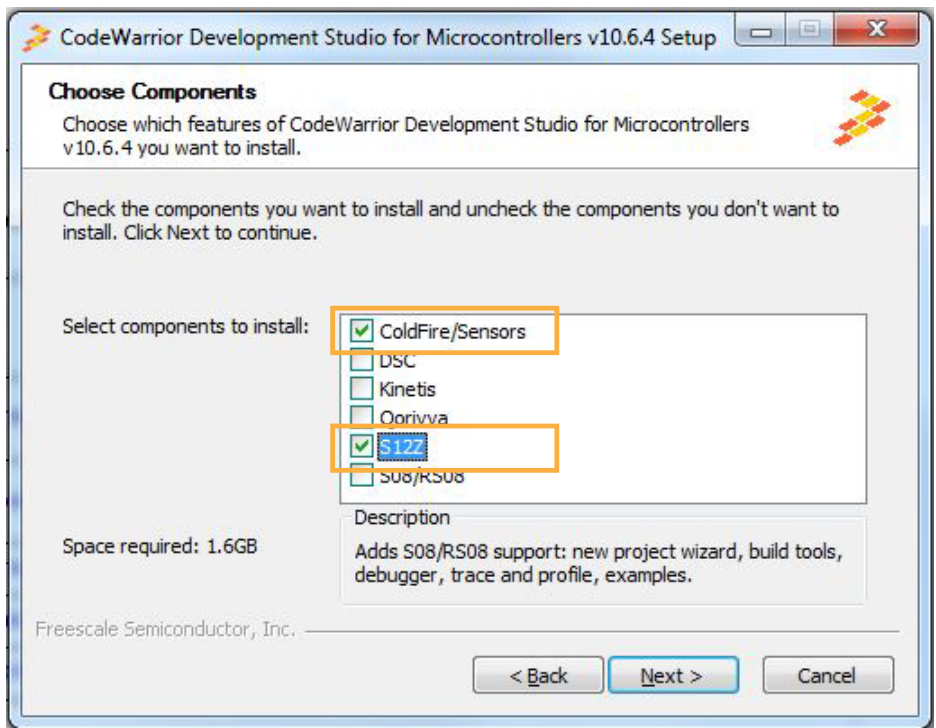 CodeWarrior Development Studio for Microcontrollers v10.6.4 Setup
Choose Components
Choose which features of CodeWarrior Development Studio for Microcontrollers
v10.6.4 you want to install.
Check the components you want to install and uncheck the components you don't want to
install. Click Next to continue.
Select components to install:
ColdFire/Sensors
DSC
Kinetis
Qorivva
S12Z
S08/RS08
Space required: 1.6GB
Description
Adds S08/RS08 support: new project wizard, build tools,
debugger, trace and profile, examples.
Freescale Semiconductor, Inc.
< Back
Next >
Cancel